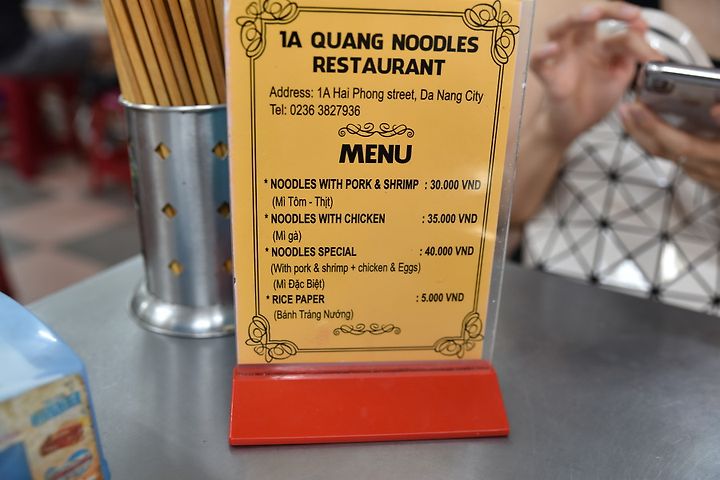 1A QUANG NOODLES
RESTAURANT
Address: 1A Hai Phong street, Da Nang City
Tel: 0236 3827936
MENU
* NOODLES WITH PORK & SHRIMP : 30.000 VND
(Mì Tôm - Thịt)
* NOODLES WITH CHICKEN : 35.000 VND
(Mì gà)
* NOODLES SPECIAL : 40.000 VND
(With pork & shrimp + chicken & Eggs)
(Mì Đặc Biệt)
* RICE PAPER : 5.000 VND
(Bánh Tráng Nướng)